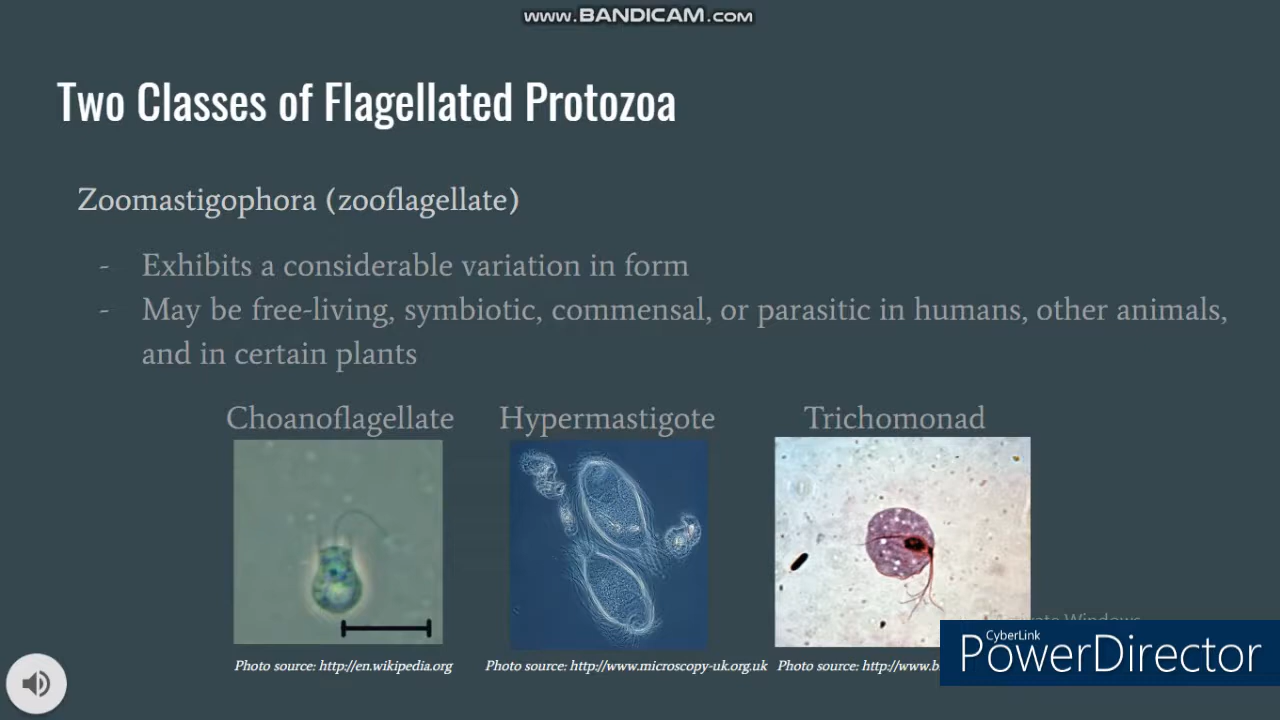 www.BANDICAM.com
Two Classes of Flagellated Protozoa
Zoomastigophora (zooflagellate)
- Exhibits a considerable variation in form
- May be free-living, symbiotic, commensal, or parasitic in humans, other animals,
and in certain plants
Choanoflagellate Hypermastigote Trichomonad
Photo source: http://en.wikipedia.org Photo source: http://www.microscopy-uk.org.uk Photo source: http://www.b
Windows
CyberLink
PowerDirector